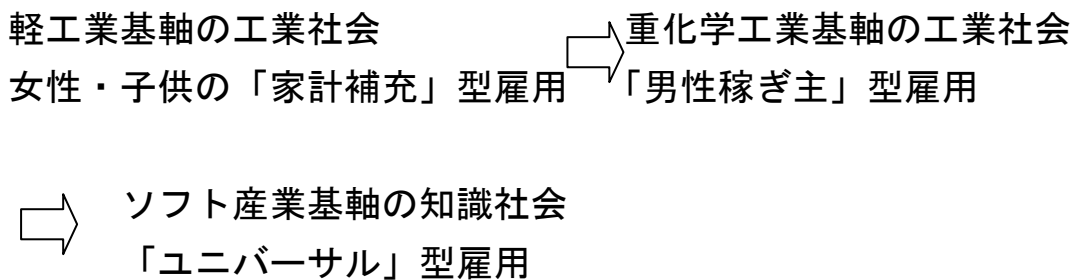 軽工業基軸の工業社会
重化学工業基軸の工業社会
女性・子供の「家計補充」型雇用
「男性稼ぎ主」型雇用
ソフト産業基軸の知識社会
「ユニバーサル」型雇用